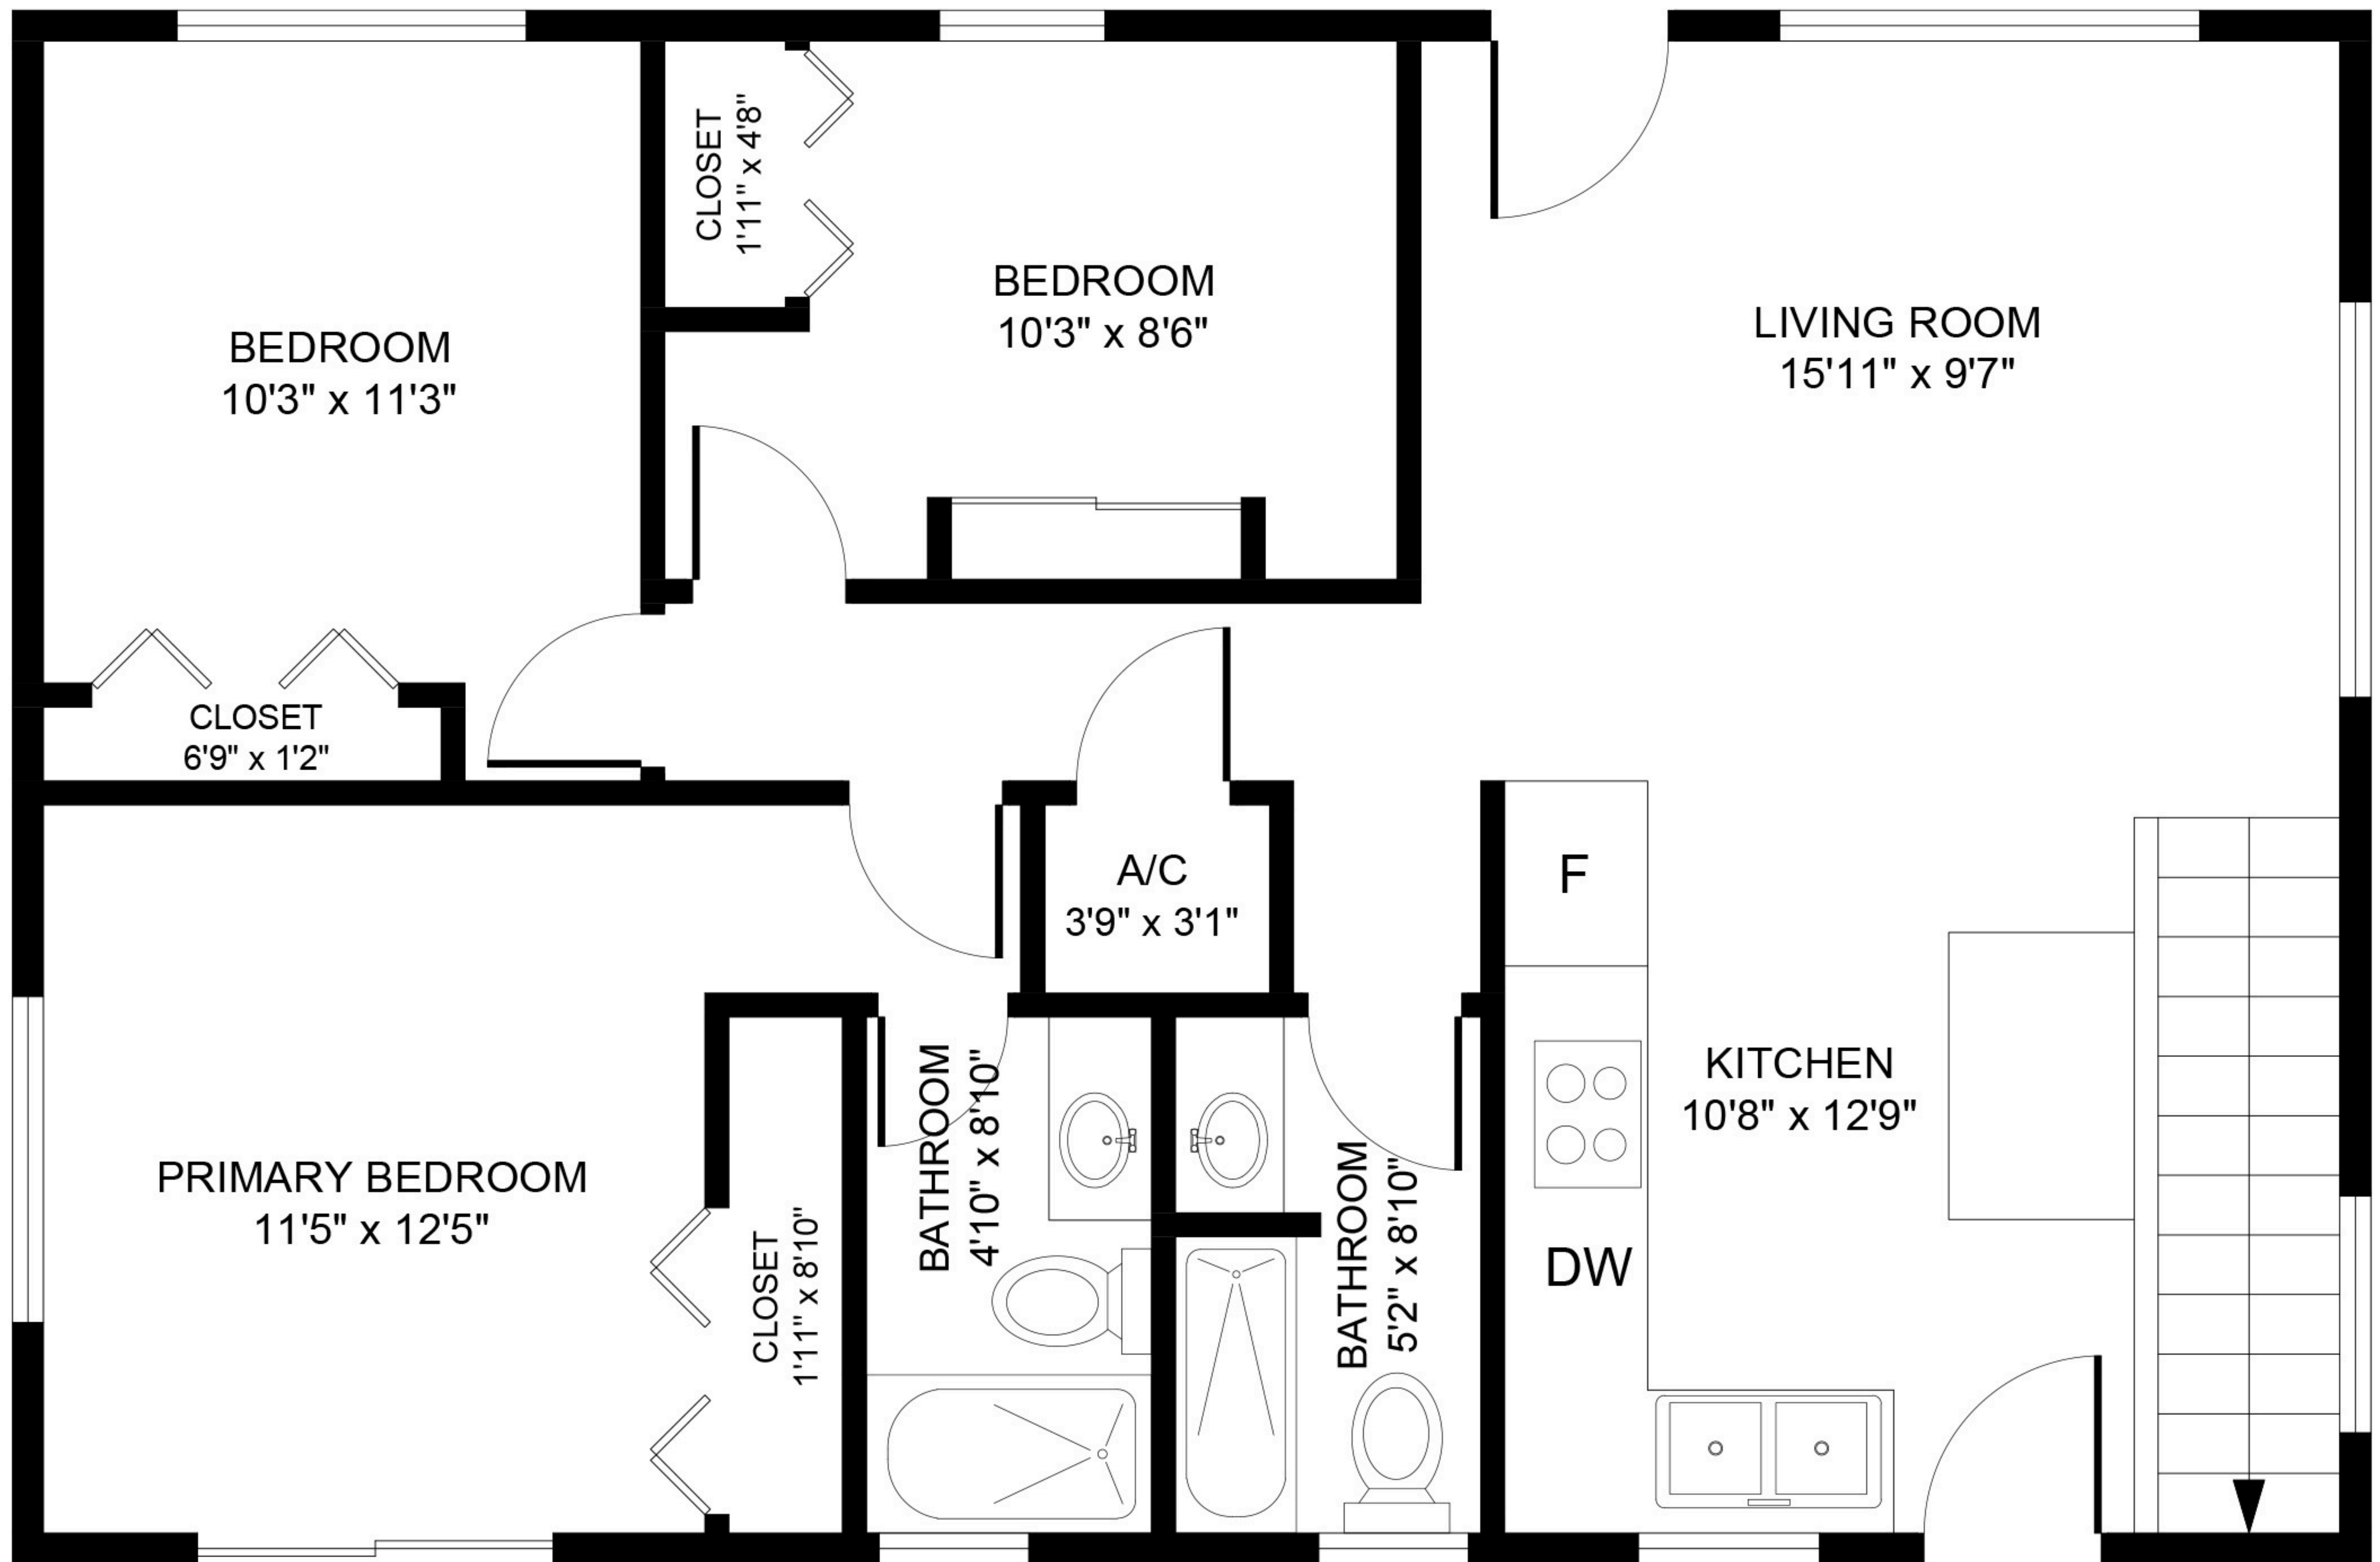 CLOSET
1'11" x 4'8"
BEDROOM
10'3" x 8'6"
LIVING ROOM
15'11" x 9'7"
BEDROOM
10'3" x 11'3"
CLOSET
6'9" x 1'2"
A/C
3'9" x 3'1"
F
KITCHEN
10'8" x 12'9"
BATHROOM
4'10" x 8'10"
PRIMARY BEDROOM
11'5" x 12'5"
CLOSET
1'11" x 8'10"
BATHROOM
5'2" x 8'10"
DW